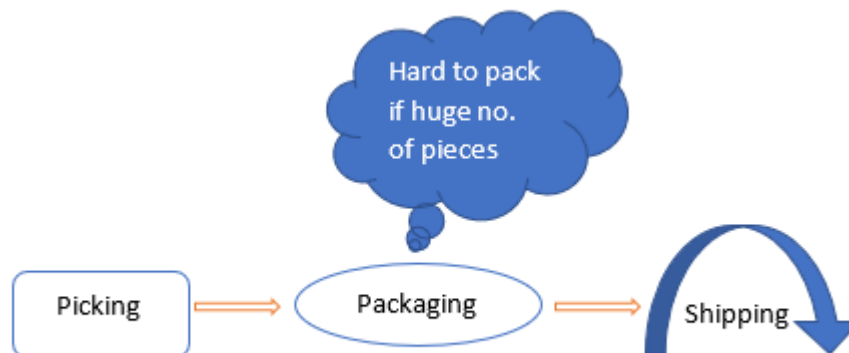 Hard to pack
if huge no.
of pieces
Picking
Packaging
Shipping